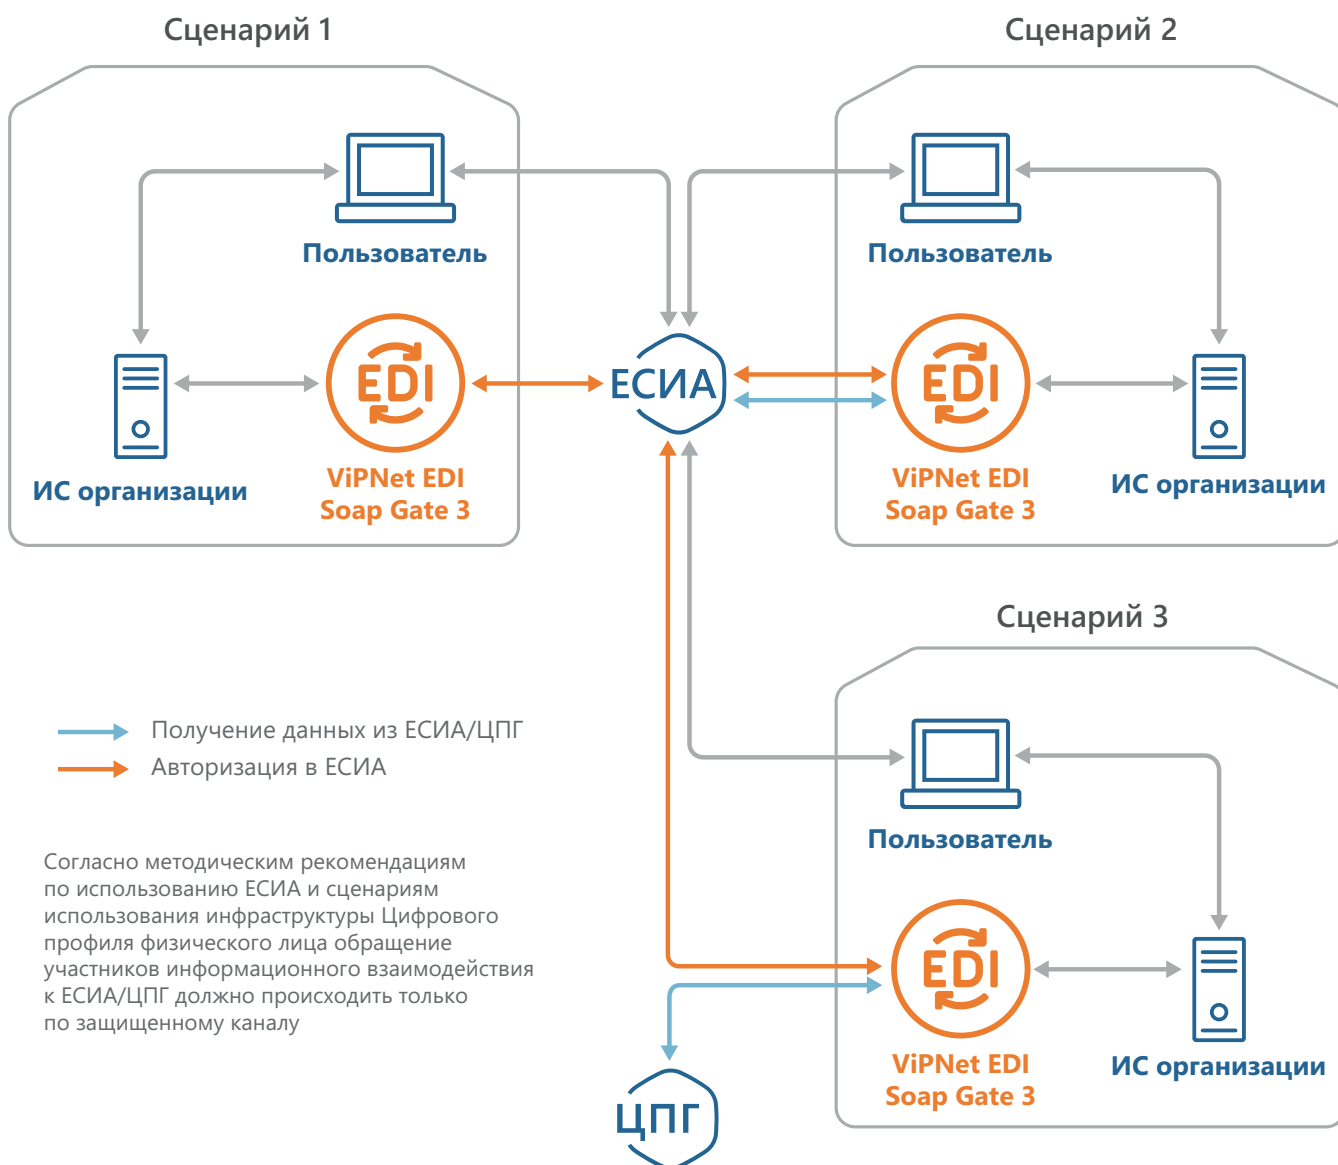 Сценарий 1
Пользователь
EDI
ИС организации
ViPNet EDI
Soap Gate 3
ЕСИА
Сценарий 2
Пользователь
EDI
ViPNet EDI
Soap Gate 3
ИС организации
Сценарий 3
Пользователь
EDI
ViPNet EDI
Soap Gate 3
ИС организации
ЦПГ
Получение данных из ЕСИА/ЦПГ
Авторизация в ЕСИА
Согласно методическим рекомендациям
по использованию ЕСИА и сценариям
использования инфраструктуры Цифрового
профиля физического лица обращение
участников информационного взаимодействия
к ЕСИА/ЦПГ должно происходить только
по защищенному каналу